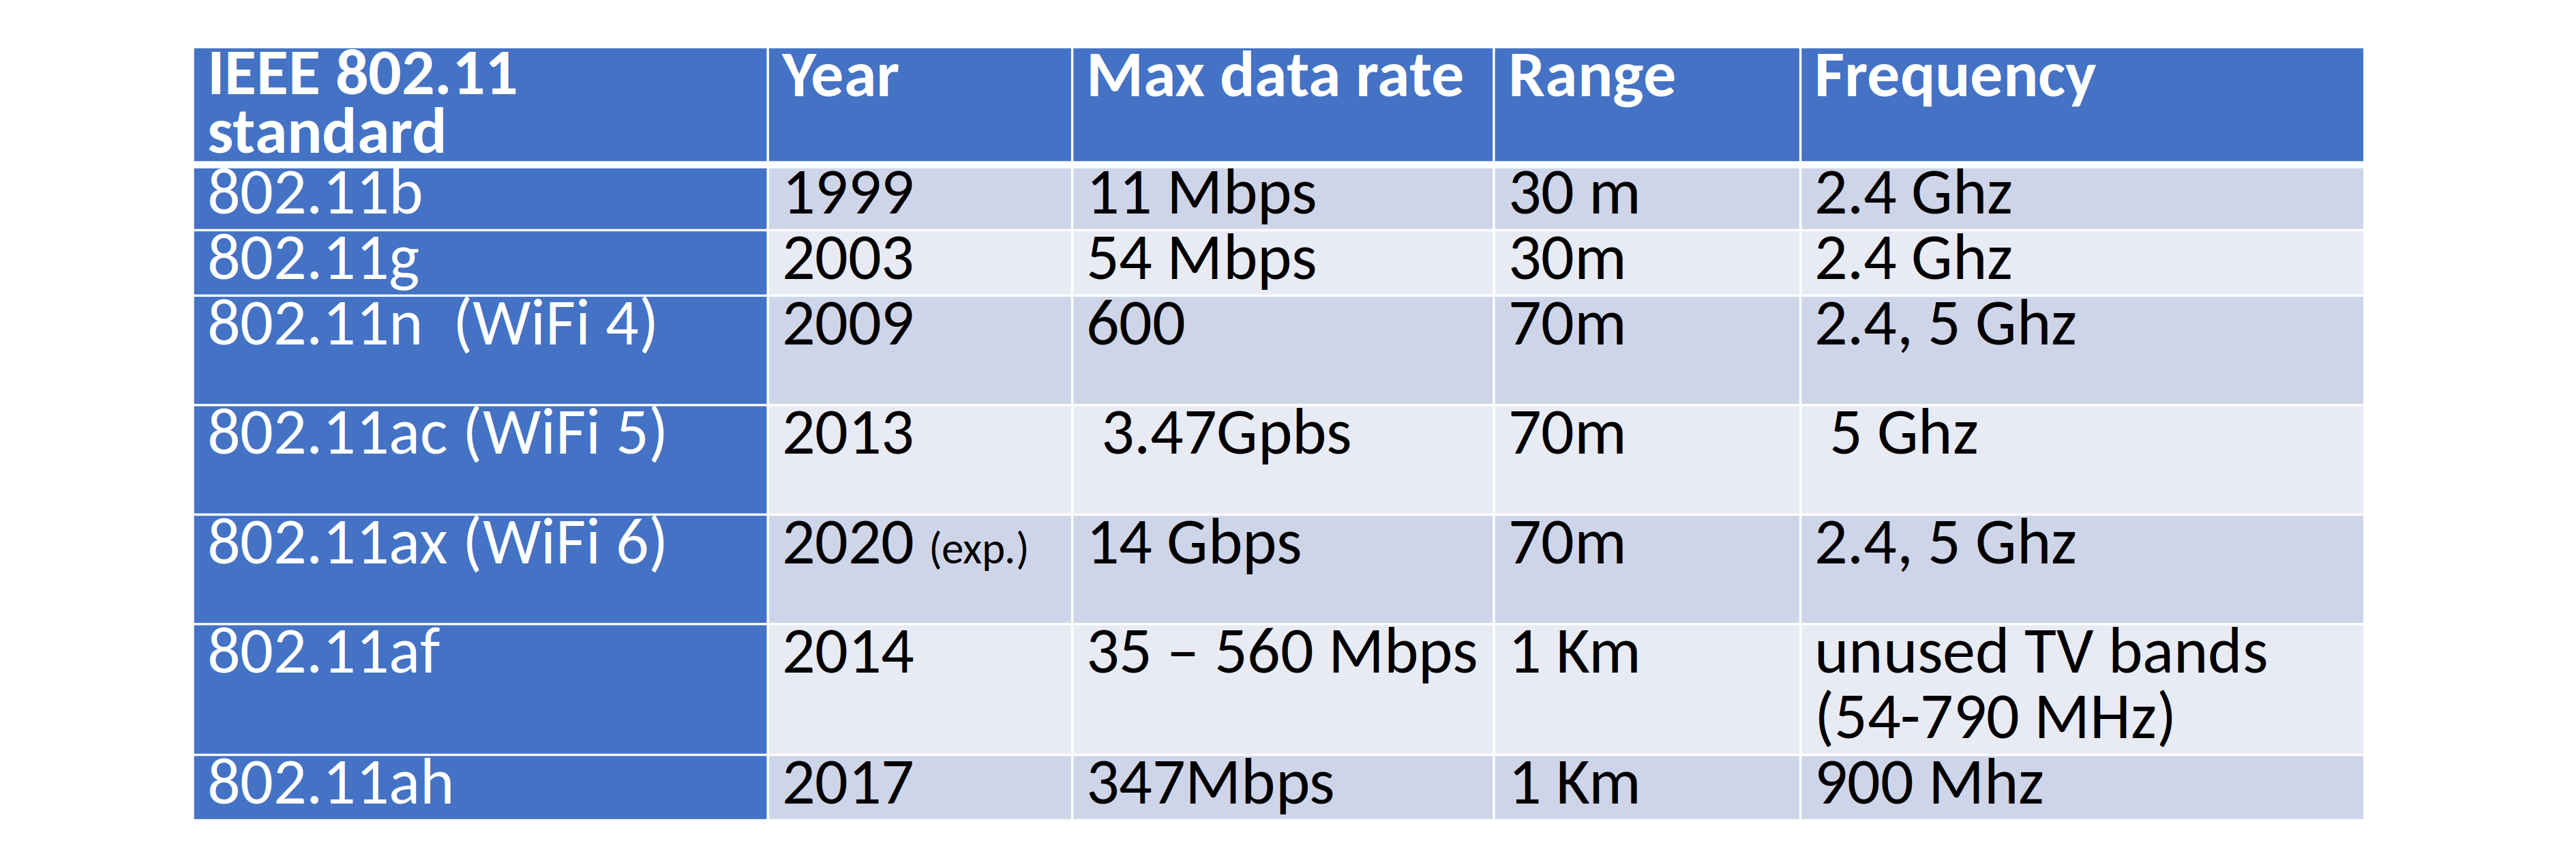 IEEE 802.11 standard Year Max data rate Range Frequency
802.11b 1999 11 Mbps 30 m 2.4 Ghz
802.11g 2003 54 Mbps 30m 2.4 Ghz
802.11n  (WiFi 4) 2009 600 70m 2.4, 5 Ghz
802.11ac (WiFi 5) 2013 3.47Gpbs 70m 5 Ghz
802.11ax (WiFi 6) 2020 (exp.) 14 Gbps 70m 2.4, 5 Ghz
802.11af 2014 35 – 560 Mbps 1 Km unused TV bands
(54-790 MHz)
802.11ah 2017 347Mbps 1 Km 900 Mhz